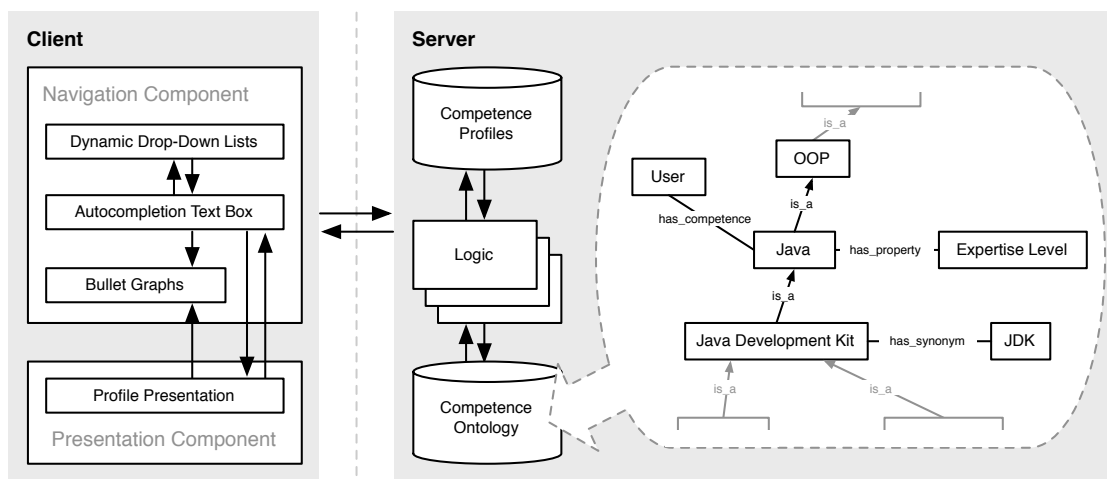 Client
Navigation Component
Dynamic Drop-Down Lists
Autocompletion Text Box
Bullet Graphs
Profile Presentation
Presentation Component
Server
Competence
Profiles
Logic
Competence
Ontology
is_a
OOP
User
has_competence
is_a
Java
has_property
Expertise Level
is_a
Java Development Kit
has_synonym
JDK
is_a
is_a